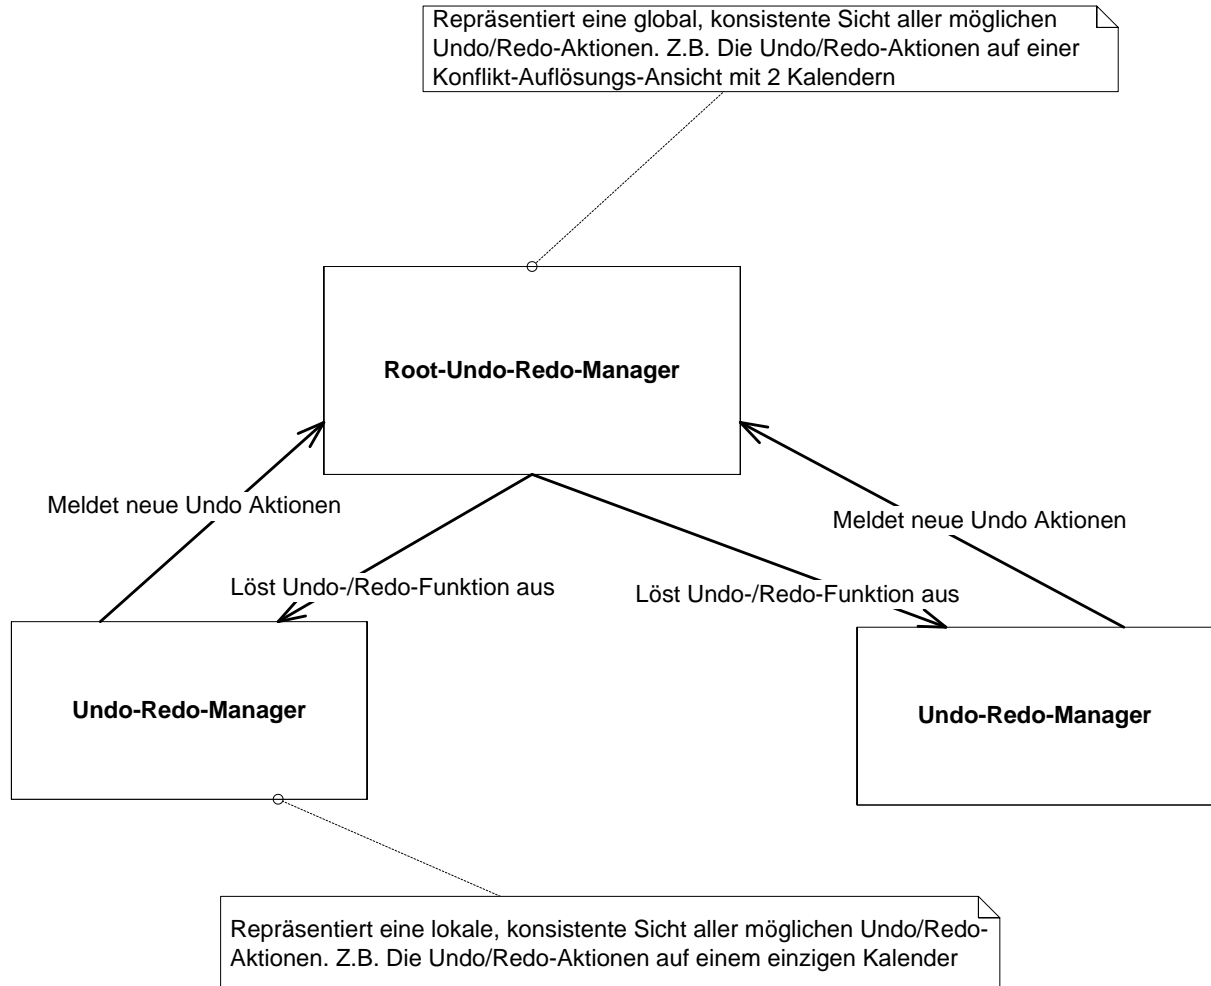 Repräsentiert eine global, konsistente Sicht aller möglichen
Undo/Redo-Aktionen. Z.B. Die Undo/Redo-Aktionen auf einer
Konflikt-Auflösungs-Ansicht mit 2 Kalendern
Root-Undo-Redo-Manager
Meldet neue Undo Aktionen
Meldet neue Undo Aktionen
Löst Undo-/Redo-Funktion aus
Löst Undo-/Redo-Funktion aus
Undo-Redo-Manager
Undo-Redo-Manager
Repräsentiert eine lokale, konsistente Sicht aller möglichen Undo/Redo-
Aktionen. Z.B. Die Undo/Redo-Aktionen auf einem einzigen Kalender